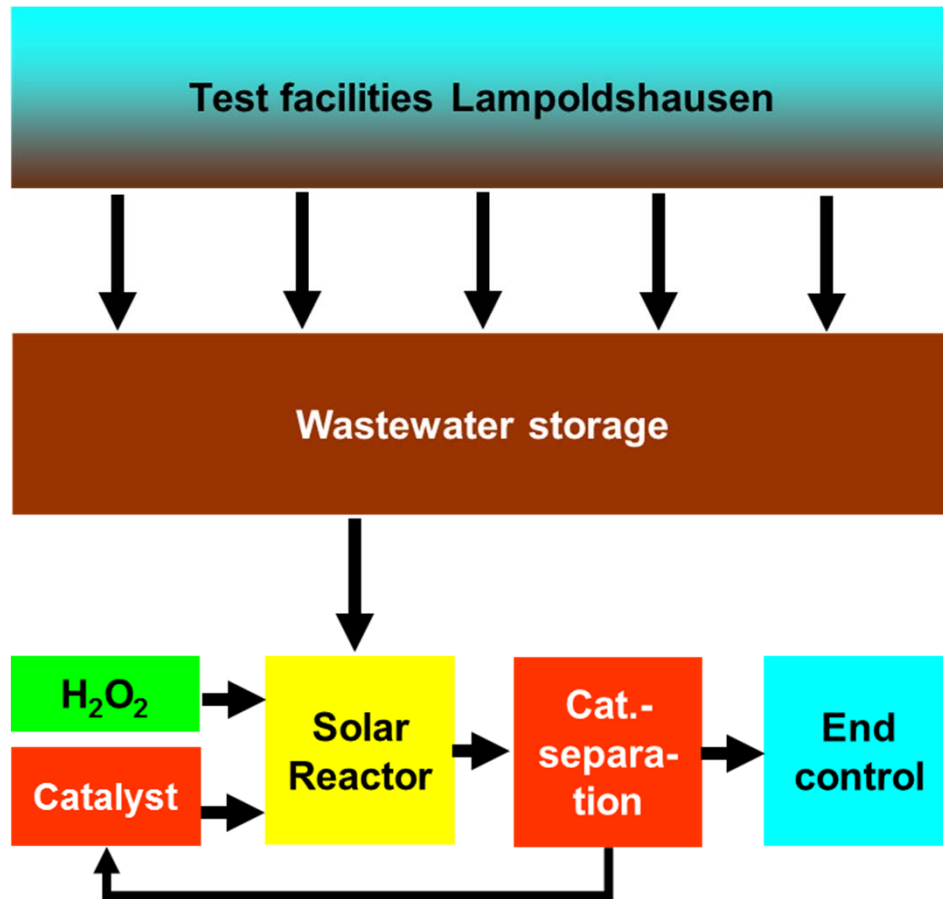 Test facilities Lampoldshausen
Wastewater storage
H₂O₂
Catalyst
Solar
Reactor
Cat.-
separa-
tion
End
control